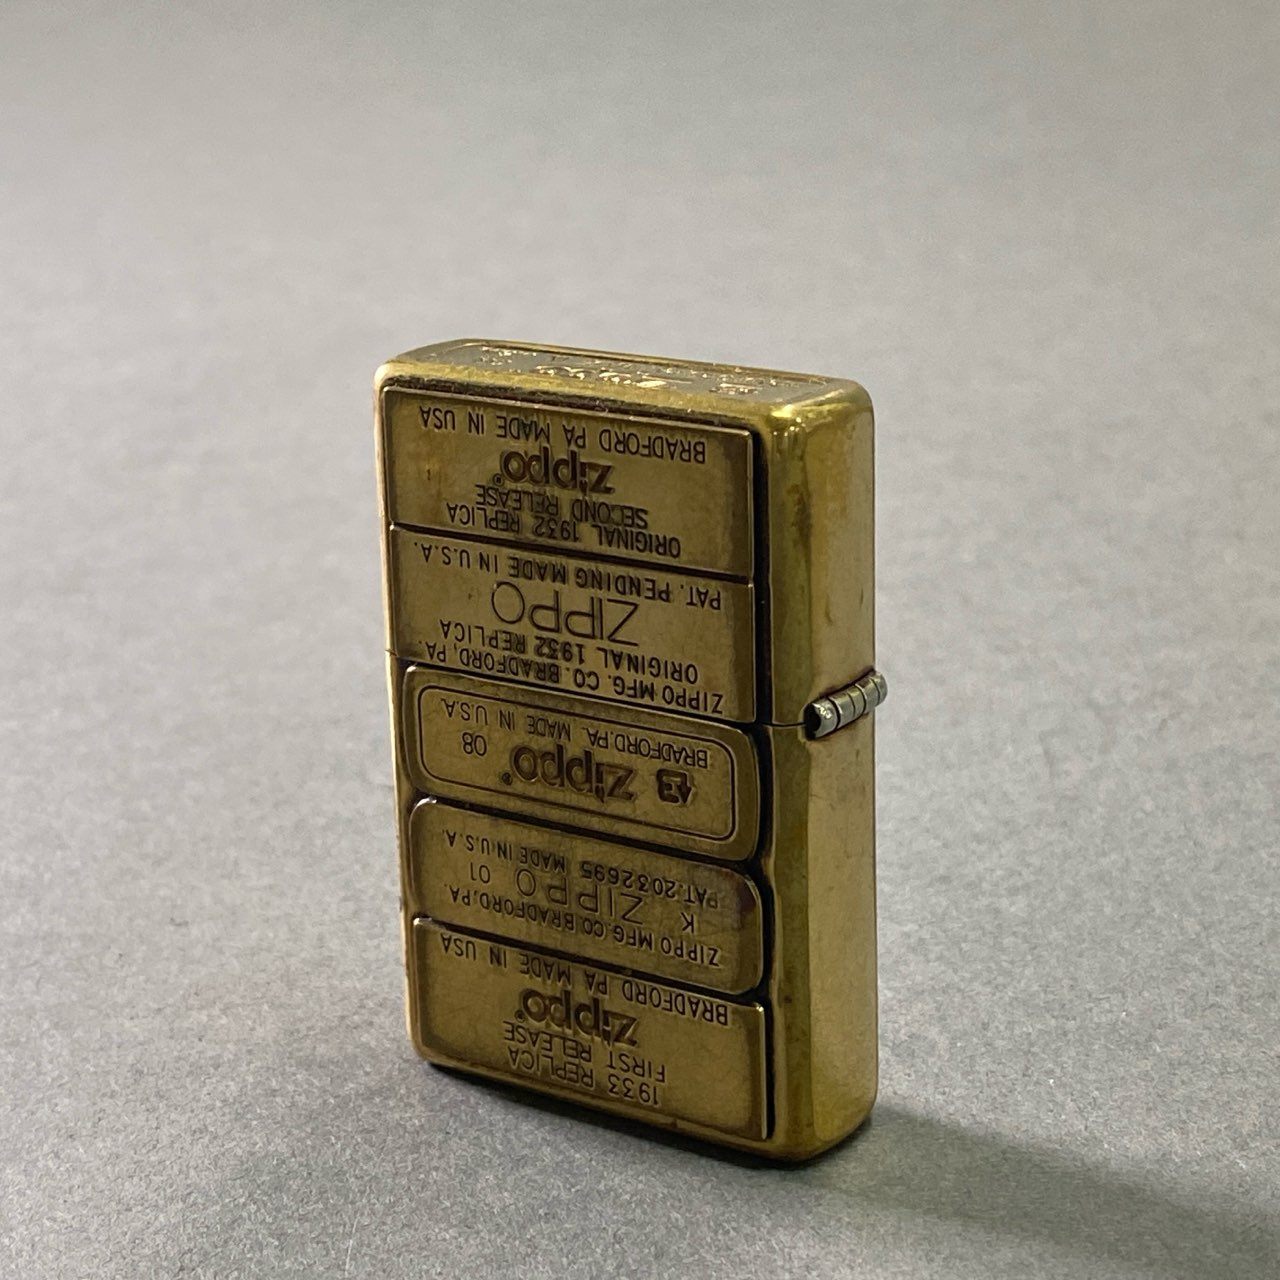 1933 REPLICA
FIRST RELEASE
Zippo®
BRADFORD PA MADE IN USA
ZIPPO MFG.CO.BRADFORD,PA.
K ZIPPO 01
PAT.2032695 MADE IN U.S.A.
Zippo® 08
BRADFORD,PA. MADE IN U.S.A.
ZIPPO MFG. CO. BRADFORD, PA.
ORIGINAL 1932 REPLICA
ZIPPO
PAT. PENDING MADE IN U.S.A.
ORIGINAL 1932 REPLICA
SECOND RELEASE
Zippo®
BRADFORD PA MADE IN USA